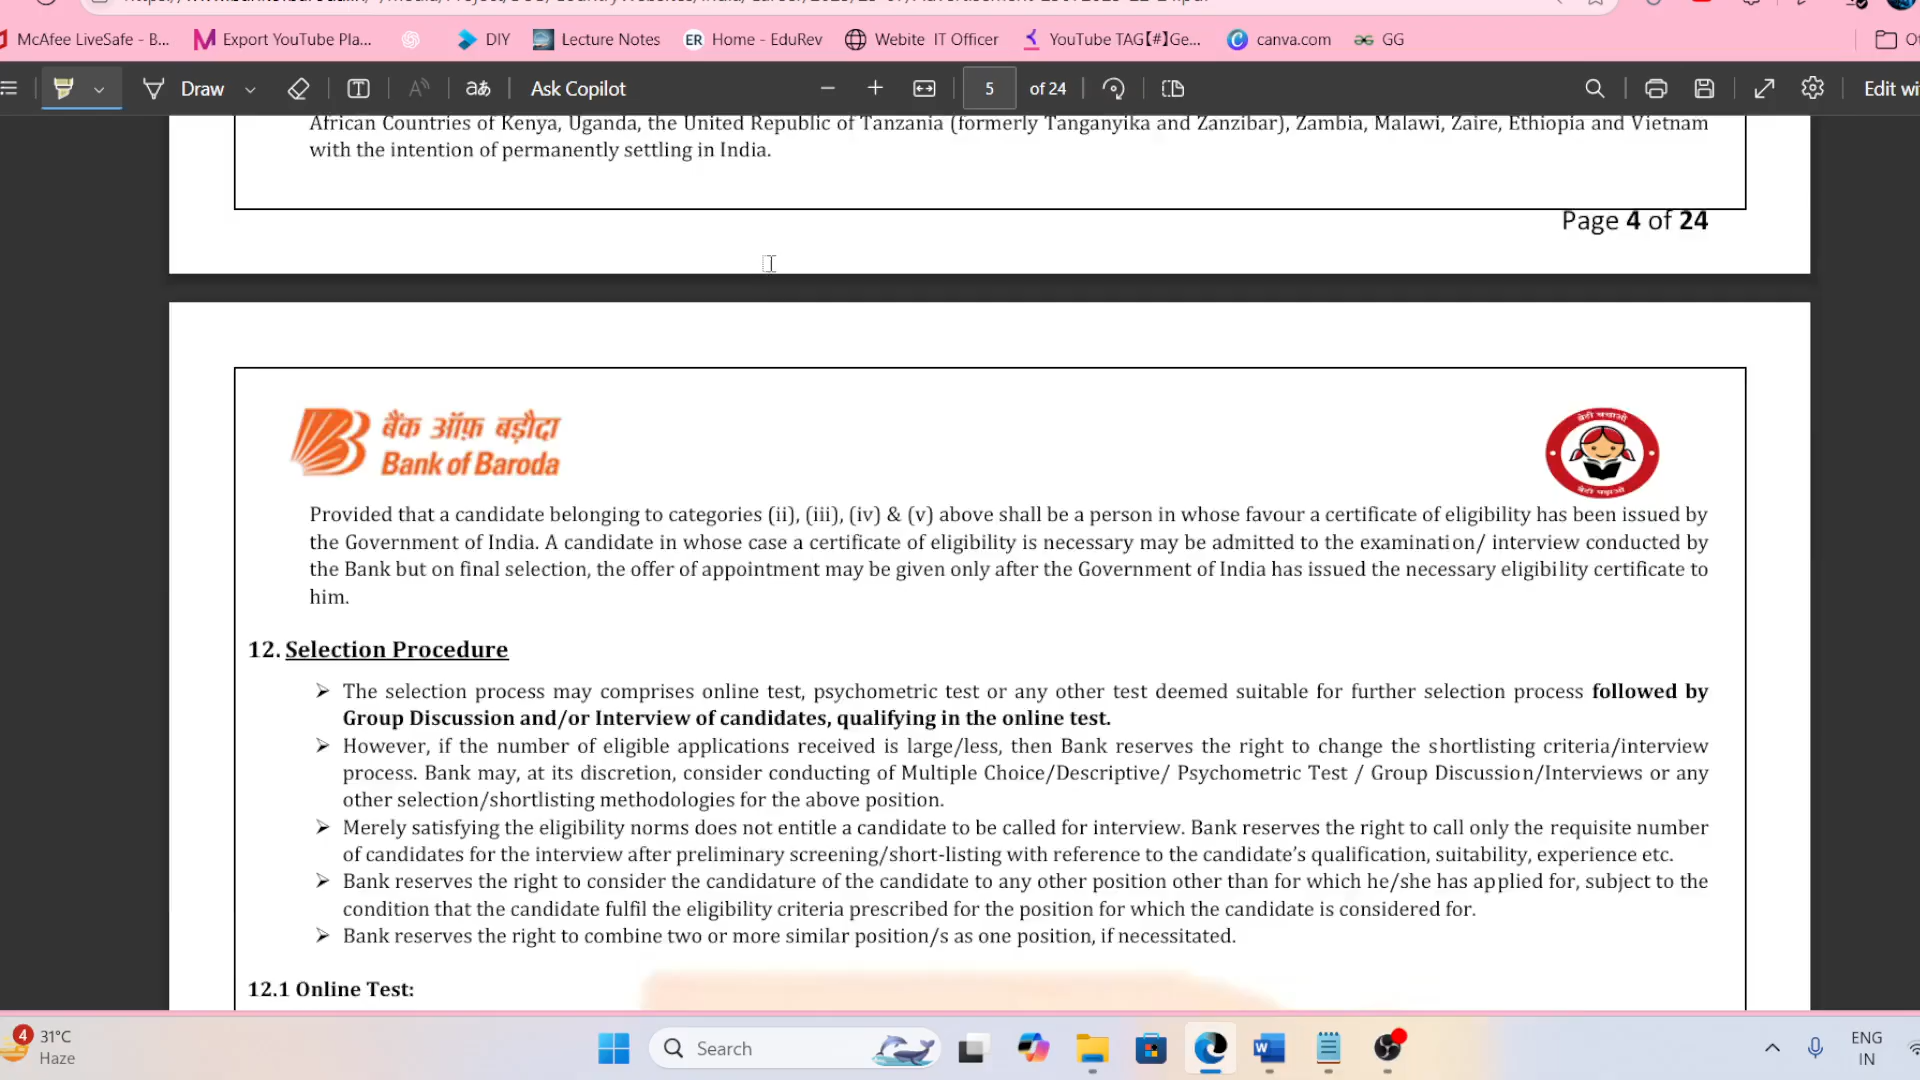 McAfee LiveSafe - B... Export YouTube Pla... DIY Lecture Notes ER Home - EduRev Webite IT Officer YouTube TAG【#】Ge... canva.com GG
Draw aあ Ask Copilot 5 of 24 Edit wi
African Countries of Kenya, Uganda, the United Republic of Tanzania (formerly Tanganyika and Zanzibar), Zambia, Malawi, Zaire, Ethiopia and Vietnam
with the intention of permanently settling in India.
Page 4 of 24
बैंक ऑफ़ बड़ौदा
Bank of Baroda
बेटी बचाओ
बेटी पढ़ाओ
Provided that a candidate belonging to categories (ii), (iii), (iv) & (v) above shall be a person in whose favour a certificate of eligibility has been issued by
the Government of India. A candidate in whose case a certificate of eligibility is necessary may be admitted to the examination/ interview conducted by
the Bank but on final selection, the offer of appointment may be given only after the Government of India has issued the necessary eligibility certificate to
him.
12. Selection Procedure
➢ The selection process may comprises online test, psychometric test or any other test deemed suitable for further selection process followed by
Group Discussion and/or Interview of candidates, qualifying in the online test.
➢ However, if the number of eligible applications received is large/less, then Bank reserves the right to change the shortlisting criteria/interview
process. Bank may, at its discretion, consider conducting of Multiple Choice/Descriptive/ Psychometric Test / Group Discussion/Interviews or any
other selection/shortlisting methodologies for the above position.
➢ Merely satisfying the eligibility norms does not entitle a candidate to be called for interview. Bank reserves the right to call only the requisite number
of candidates for the interview after preliminary screening/short-listing with reference to the candidate's qualification, suitability, experience etc.
➢ Bank reserves the right to consider the candidature of the candidate to any other position other than for which he/she has applied for, subject to the
condition that the candidate fulfil the eligibility criteria prescribed for the position for which the candidate is considered for.
➢ Bank reserves the right to combine two or more similar position/s as one position, if necessitated.
12.1 Online Test:
4 31°C
Haze
Search
ENG
IN